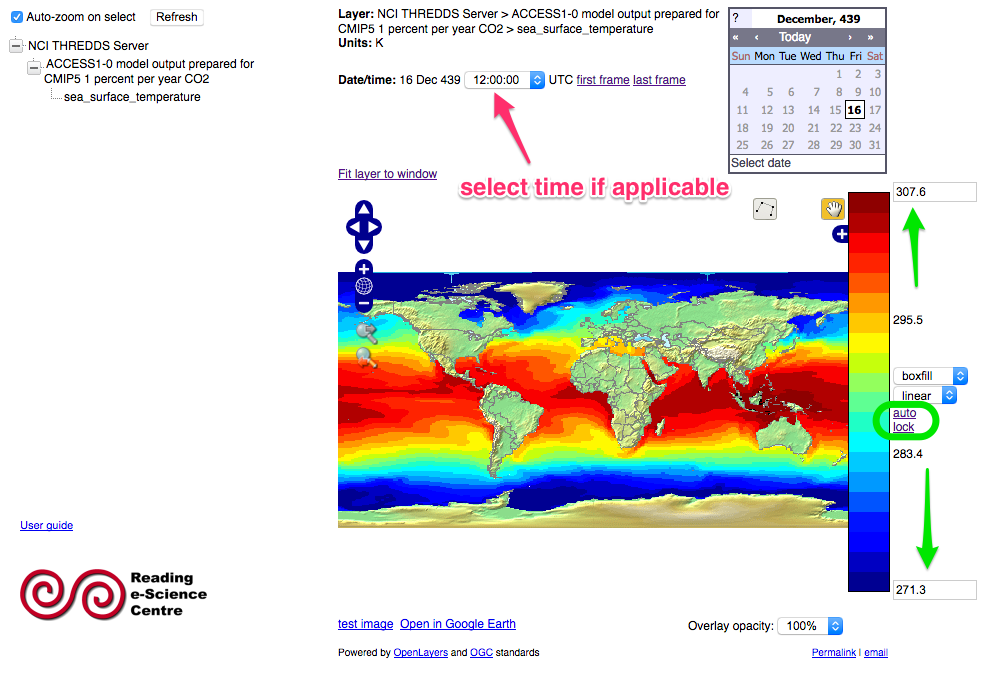 Auto-zoom on select Refresh
NCI THREDDS Server
ACCESS1-0 model output prepared for
CMIP5 1 percent per year CO2
sea_surface_temperature
Layer: NCI THREDDS Server > ACCESS1-0 model output prepared for
CMIP5 1 percent per year CO2 > sea_surface_temperature
Units: K
Date/time: 16 Dec 439 12:00:00 UTC first frame last frame
select time if applicable
Fit layer to window
? December, 439
« ‹ Today › »
Sun Mon Tue Wed Thu Fri Sat
1 2 3
4 5 6 7 8 9 10
11 12 13 14 15 16 17
18 19 20 21 22 23 24
25 26 27 28 29 30 31
Select date
307.6
295.5
boxfill
linear
auto
lock
283.4
271.3
User guide
Reading
e-Science
Centre
test image Open in Google Earth
Overlay opacity: 100%
Powered by OpenLayers and OGC standards
Permalink | email